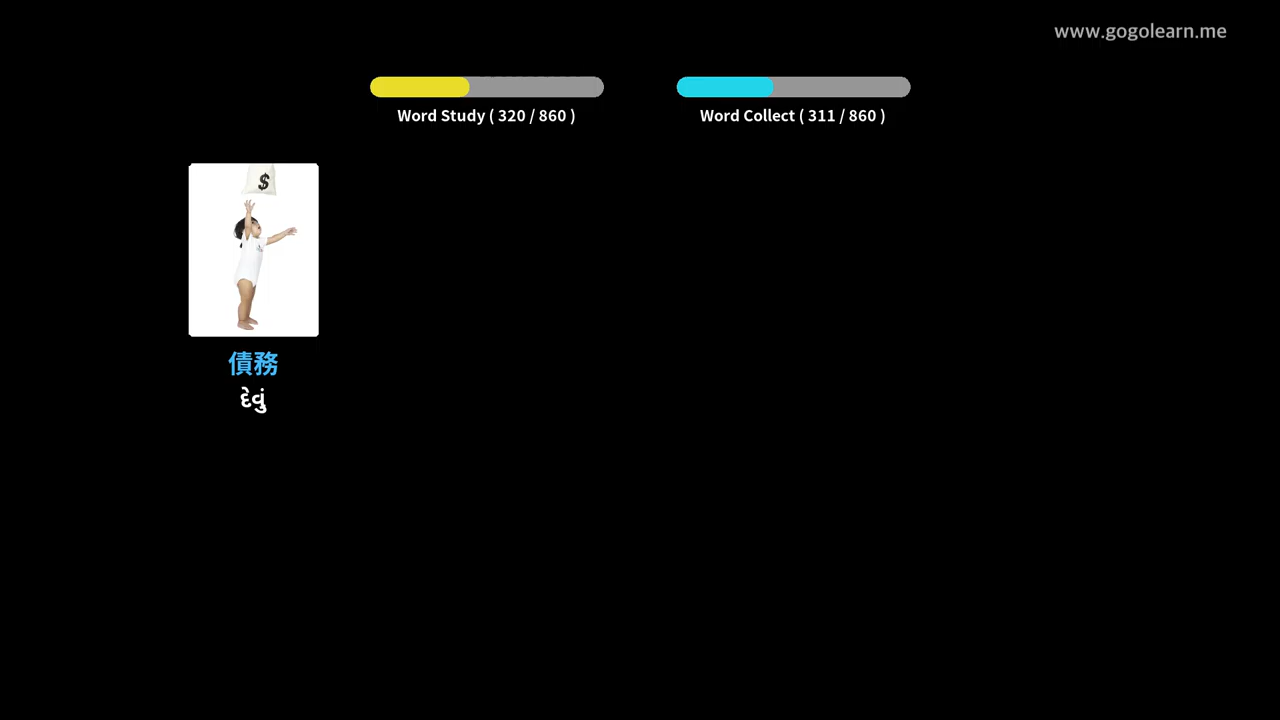 www.gogolearn.me
Word Study ( 320 / 860 )
Word Collect ( 311 / 860 )
$
債務
દેવું